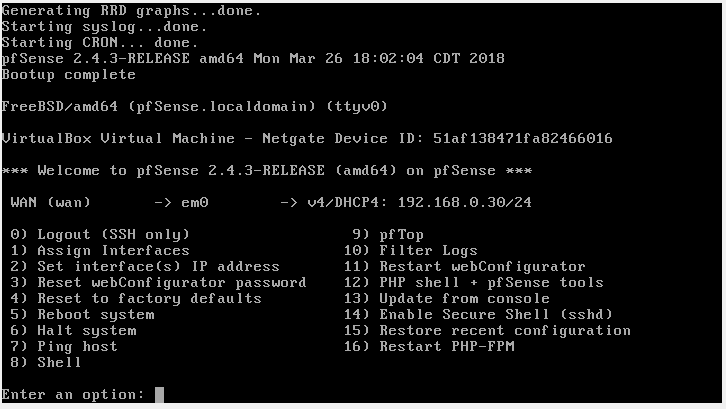 Generating RRD graphs...done.
Starting syslog...done.
Starting CRON... done.
pfSense 2.4.3-RELEASE amd64 Mon Mar 26 18:02:04 CDT 2018
Bootup complete
FreeBSD/amd64 (pfSense.localdomain) (ttyv0)
VirtualBox Virtual Machine - Netgate Device ID: 51af138471fa82466016
*** Welcome to pfSense 2.4.3-RELEASE (amd64) on pfSense ***
WAN (wan)       -> em0        -> v4/DHCP4: 192.168.0.30/24
0) Logout (SSH only)                  9) pfTop
1) Assign Interfaces                 10) Filter Logs
2) Set interface(s) IP address       11) Restart webConfigurator
3) Reset webConfigurator password    12) PHP shell + pfSense tools
4) Reset to factory defaults         13) Update from console
5) Reboot system                     14) Enable Secure Shell (sshd)
6) Halt system                       15) Restore recent configuration
7) Ping host                         16) Restart PHP-FPM
8) Shell
Enter an option: